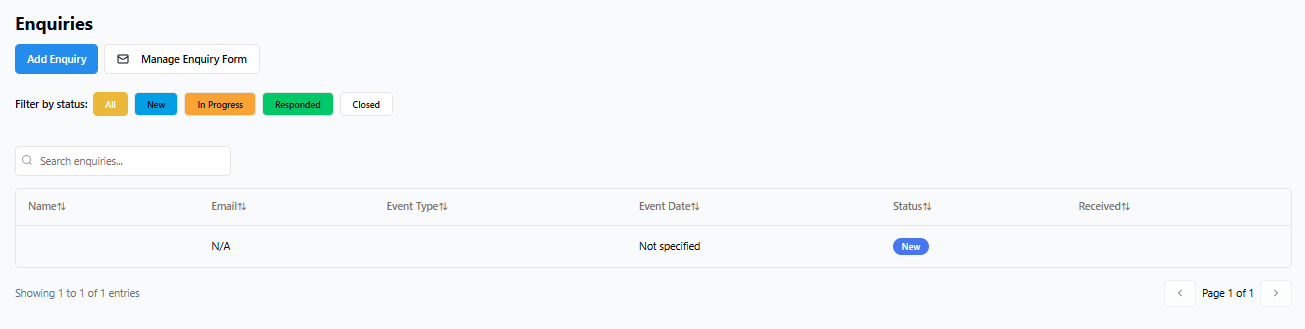 Enquiries
Add Enquiry Manage Enquiry Form
Filter by status: All New In Progress Responded Closed
Search enquiries...
Name⇅ Email⇅ Event Type⇅ Event Date⇅ Status⇅ Received⇅
N/A Not specified New
Showing 1 to 1 of 1 entries Page 1 of 1